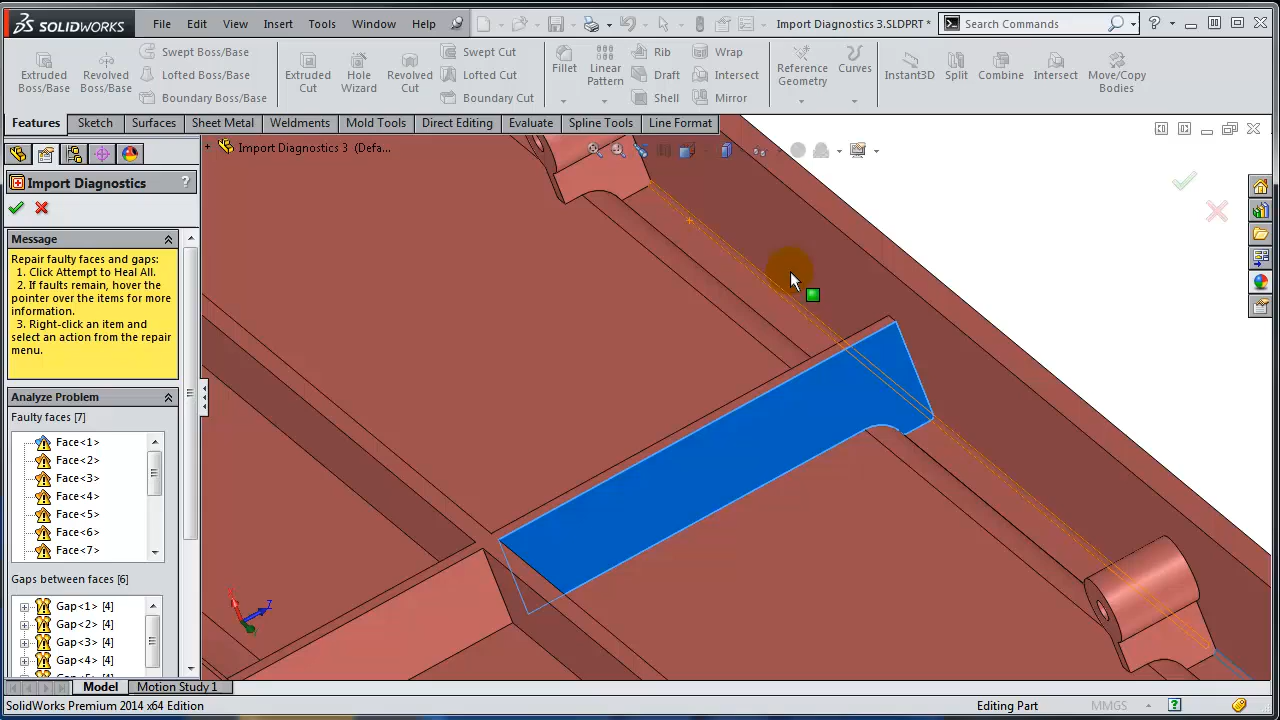 SOLIDWORKS File Edit View Insert Tools Window Help Import Diagnostics 3.SLDPRT * Search Commands ?
Extruded Boss/Base
Revolved Boss/Base
Swept Boss/Base
Lofted Boss/Base
Boundary Boss/Base
Extruded Cut
Hole Wizard
Revolved Cut
Swept Cut
Lofted Cut
Boundary Cut
Fillet
Linear Pattern
Rib
Draft
Shell
Wrap
Intersect
Mirror
Reference Geometry
Curves
Instant3D
Split
Combine
Intersect
Move/Copy Bodies
Features Sketch Surfaces Sheet Metal Weldments Mold Tools Direct Editing Evaluate Spline Tools Line Format
Import Diagnostics 3 (Defa...
Import Diagnostics ?
Message
Repair faulty faces and gaps:
1. Click Attempt to Heal All.
2. If faults remain, hover the
pointer over the items for more
information.
3. Right-click an item and
select an action from the repair
menu.
Analyze Problem
Faulty faces [7]
Face<1>
Face<2>
Face<3>
Face<4>
Face<5>
Face<6>
Face<7>
Gaps between faces [6]
Gap<1> [4]
Gap<2> [4]
Gap<3> [4]
Gap<4> [4]
Z
Model Motion Study 1
SolidWorks Premium 2014 x64 Edition Editing Part MMGS ?